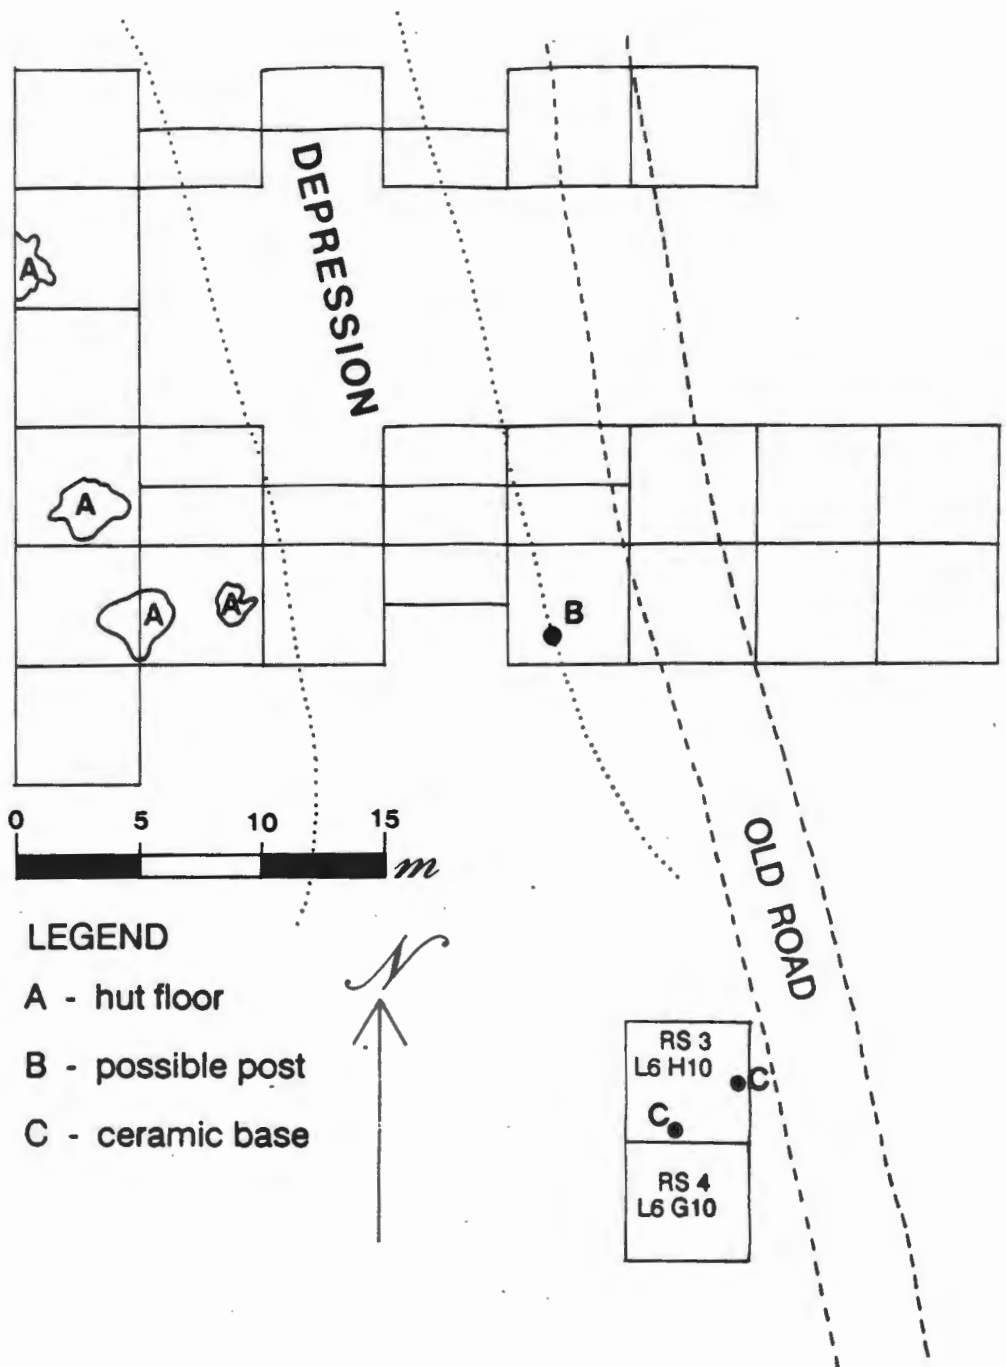 DEPRESSION
A
A
A
A
B
0 5 10 15
m
OLD ROAD
LEGEND
A - hut floor
B - possible post
C - ceramic base
N
RS 3
L6 H10
C
C
RS 4
L6 G10